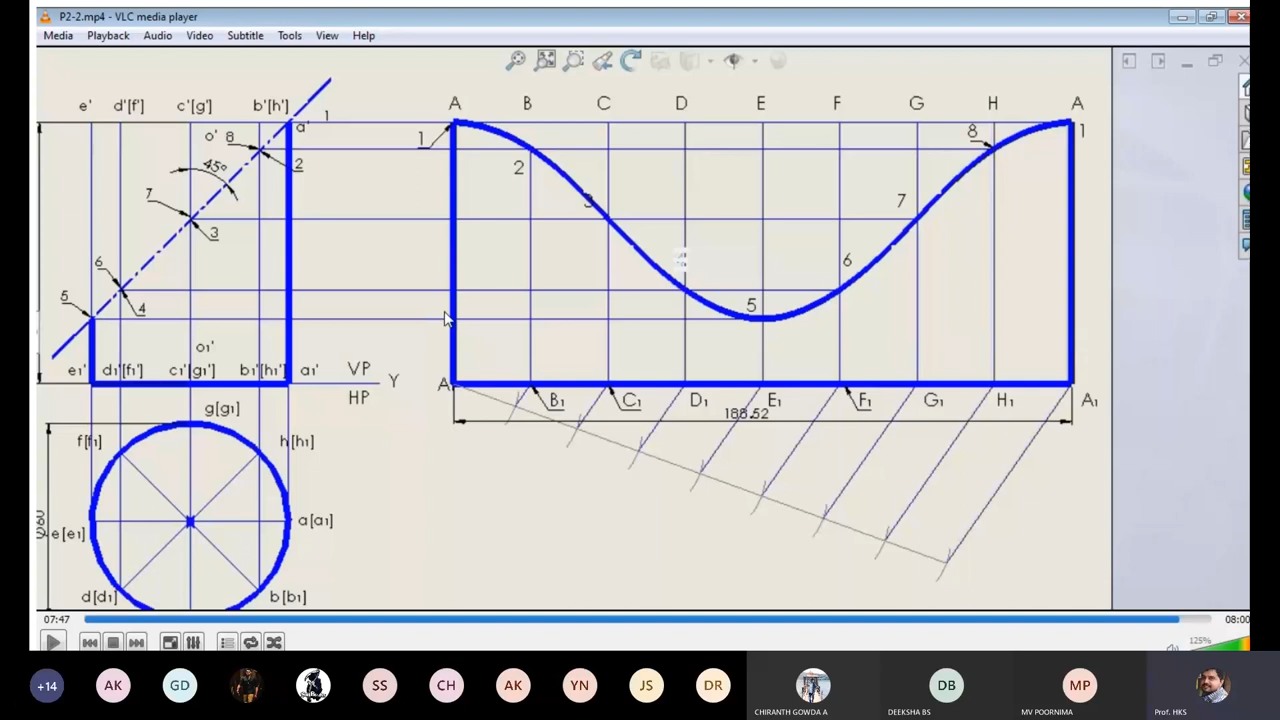 P2-2.mp4 - VLC media player
Media Playback Audio Video Subtitle Tools View Help
e' d'[f'] c'[g'] b'[h'] 1
A B C D E F G H A
o' 8 a'
1 8 1
45° 2 2
7 3 7
3
6 6
5 4 5
o1'
e1' d1'[f1'] c1'[g1'] b1'[h1'] a1' VP
Y
HP
A B1 C1 D1 E1 F1 G1 H1 A1
188.52
g[g1]
f[f1] h[h1]
a[a1]
e[e1]
d[d1] b[b1]
07:47 08:00
125%
+14 AK GD SS CH AK YN JS DR DB MP
CHIRANTH GOWDA A DEEKSHA BS MV POORNIMA Prof. HKS